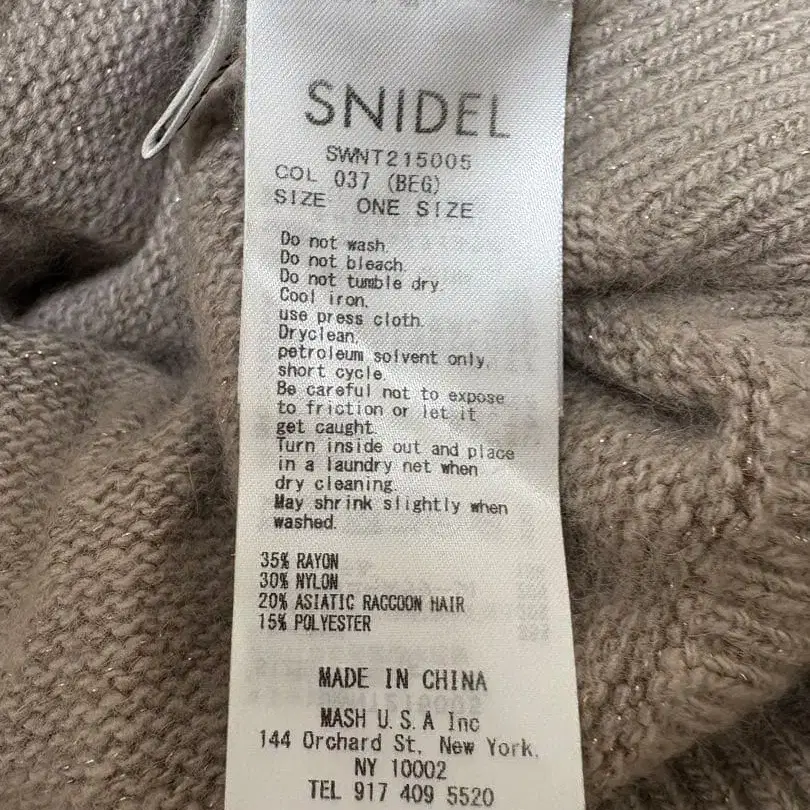 SNIDEL
SWNT215005
COL 037 (BEG)
SIZE ONE SIZE
Do not wash.
Do not bleach.
Do not tumble dry.
Cool iron.
use press cloth.
Dryclean,
petroleum solvent only,
short cycle.
Be careful not to expose
to friction or let it
get caught.
Turn inside out and place
in a laundry net when
dry cleaning.
May shrink slightly when
washed.
35% RAYON
30% NYLON
20% ASIATIC RACCOON HAIR
15% POLYESTER
MADE IN CHINA
MASH U.S.A Inc
144 Orchard St, New York,
NY 10002
TEL 917 409 5520